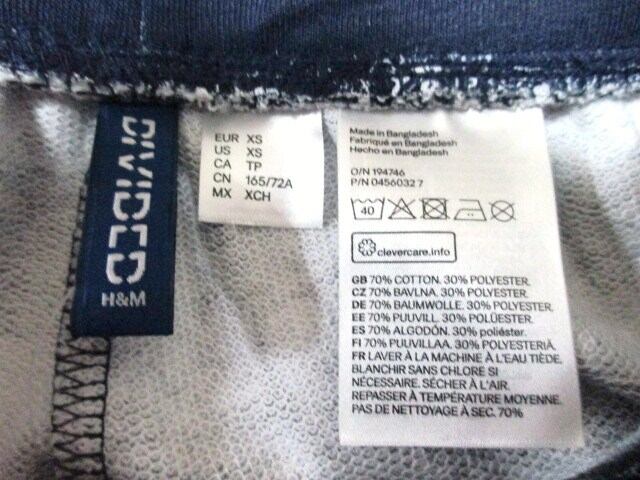 DIVIDED
H&M
EUR XS
US XS
CA TP
CN 165/72A
MX XCH
Made in Bangladesh
Fabriqué en Bangladesh
Hecho en Bangladesh
O/N 194746
P/N 0456032 7
40
clevercare.info
GB 70% COTTON. 30% POLYESTER.
CZ 70% BAVLNA. 30% POLYESTER.
DE 70% BAUMWOLLE. 30% POLYESTER.
EE 70% PUUVILL. 30% POLÜESTER.
ES 70% ALGODÓN. 30% poliéster.
FI 70% PUUVILLAA. 30% POLYESTERIÄ.
FR LAVER À LA MACHINE À L'EAU TIÈDE.
BLANCHIR SANS CHLORE SI
NÉCESSAIRE. SÉCHER À L'AIR.
REPASSER À TEMPÉRATURE MOYENNE.
PAS DE NETTOYAGE À SEC. 70%